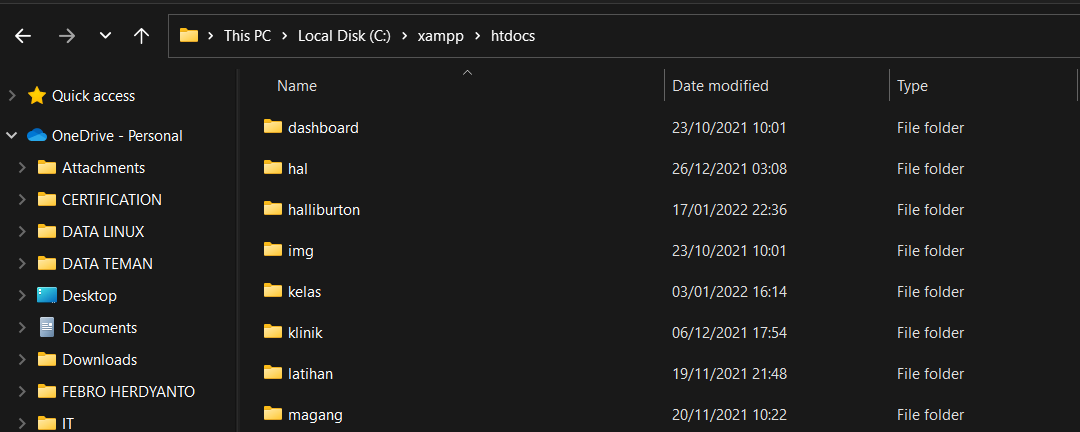 This PC > Local Disk (C:) > xampp > htdocs
Quick access
OneDrive - Personal
Attachments
CERTIFICATION
DATA LINUX
DATA TEMAN
Desktop
Documents
Downloads
FEBRO HERDYANTO
IT
Name Date modified Type
dashboard 23/10/2021 10:01 File folder
hal 26/12/2021 03:08 File folder
halliburton 17/01/2022 22:36 File folder
img 23/10/2021 10:01 File folder
kelas 03/01/2022 16:14 File folder
klinik 06/12/2021 17:54 File folder
latihan 19/11/2021 21:48 File folder
magang 20/11/2021 10:22 File folder